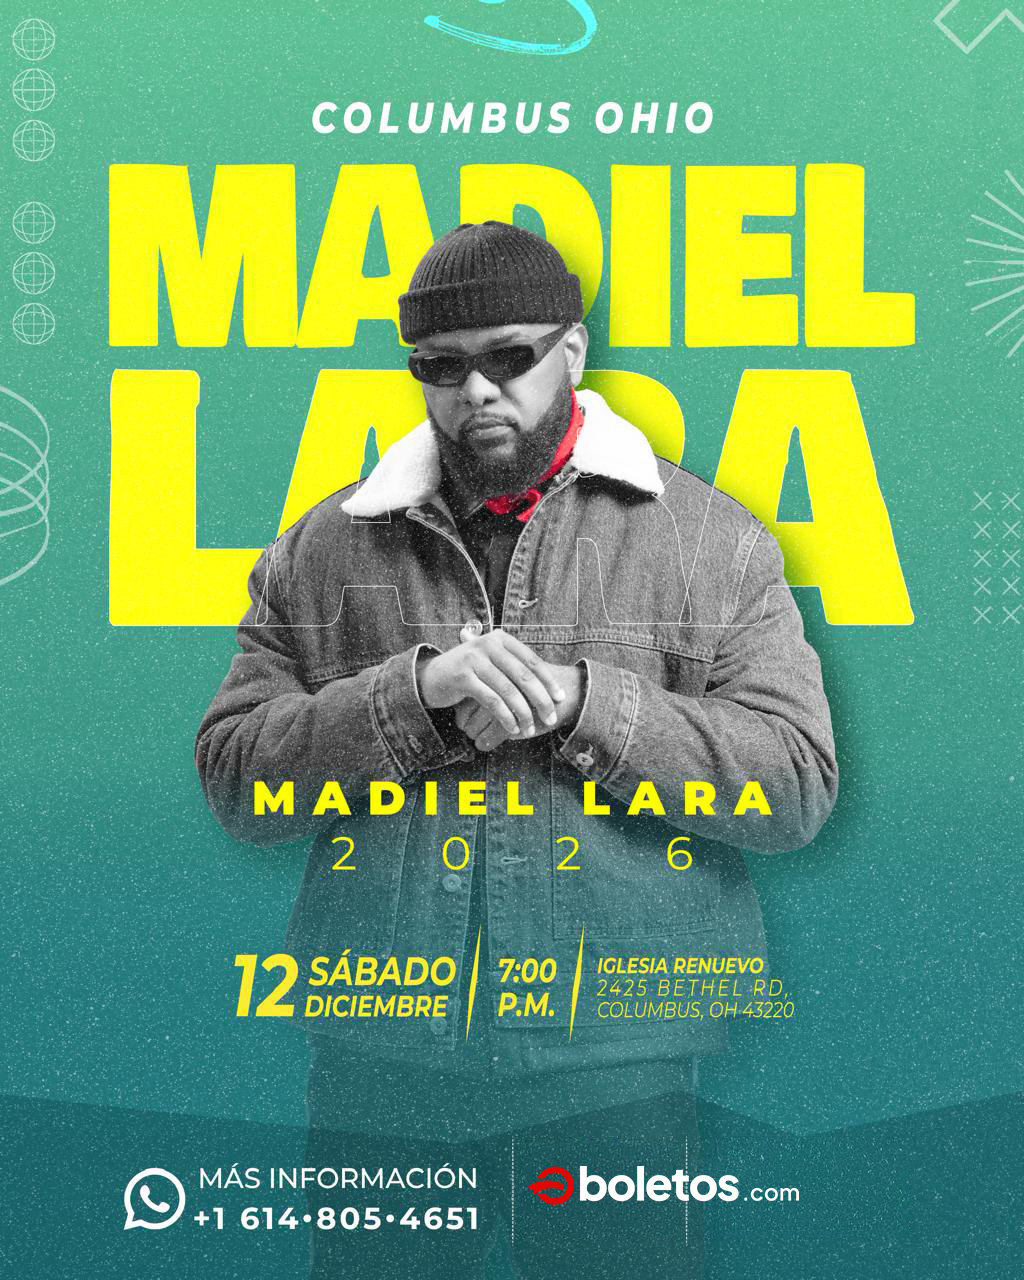 COLUMBUS OHIO
MADIEL
LARA
MADIEL LARA
2026
12 SÁBADO
DICIEMBRE
7:00
P.M.
IGLESIA RENUEVO
2425 BETHEL RD,
COLUMBUS, OH 43220
MÁS INFORMACIÓN
+1 614•805•4651
eboletos.com